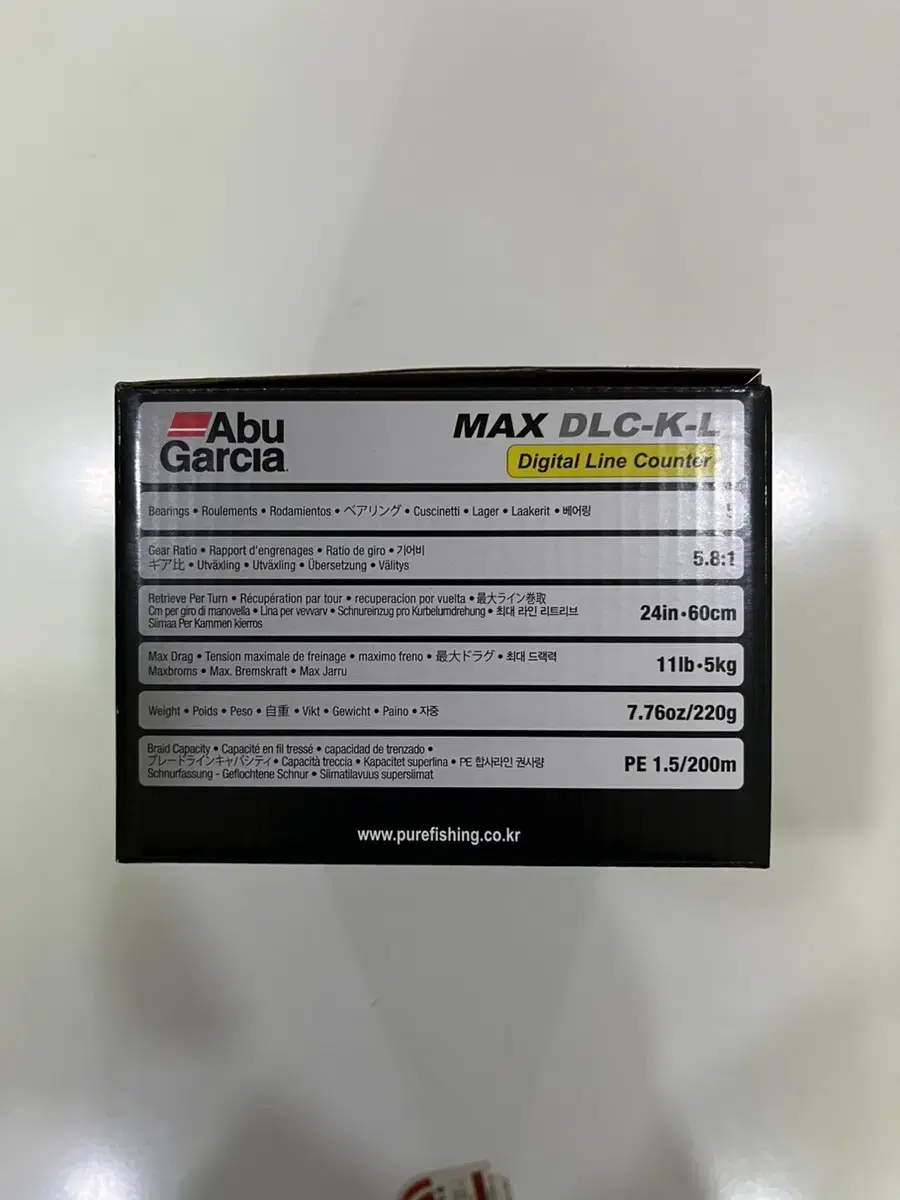 Abu
Garcia
MAX DLC-K-L
Digital Line Counter
Bearings • Roulements • Rodamientos • ベアリング • Cuscinetti • Lager • Laakerit • 베어링
Gear Ratio • Rapport d'engrenages • Ratio de giro • 기어비
ギア比 • Utväxling • Utväxling • Übersetzung • Välitys
5.8:1
Retrieve Per Turn • Récupération par tour • recuperacion por vuelta • 最大ライン巻取
Cm per giro di manovella • Lina per vevvarv • Schnureinzug pro Kurbelumdrehung • 최대 라인 리트리브
Siimaa Per Kammen kierros
24in•60cm
Max Drag • Tension maximale de freinage • maximo freno • 最大ドラグ • 최대 드랙력
Maxbroms • Max. Bremskraft • Max Jarru
11lb•5kg
Weight • Poids • Peso • 自重 • Vikt • Gewicht • Paino • 자중
7.76oz/220g
Braid Capacity • Capacité en fil tressé • capacidad de trenzado •
ブレードラインキャパシティ • Capacità treccia • Kapacitet superlina • PE 합사라인 권사량
Schnurfassung - Geflochtene Schnur • Siimatilavuus supersiimat
PE 1.5/200m
www.purefishing.co.kr